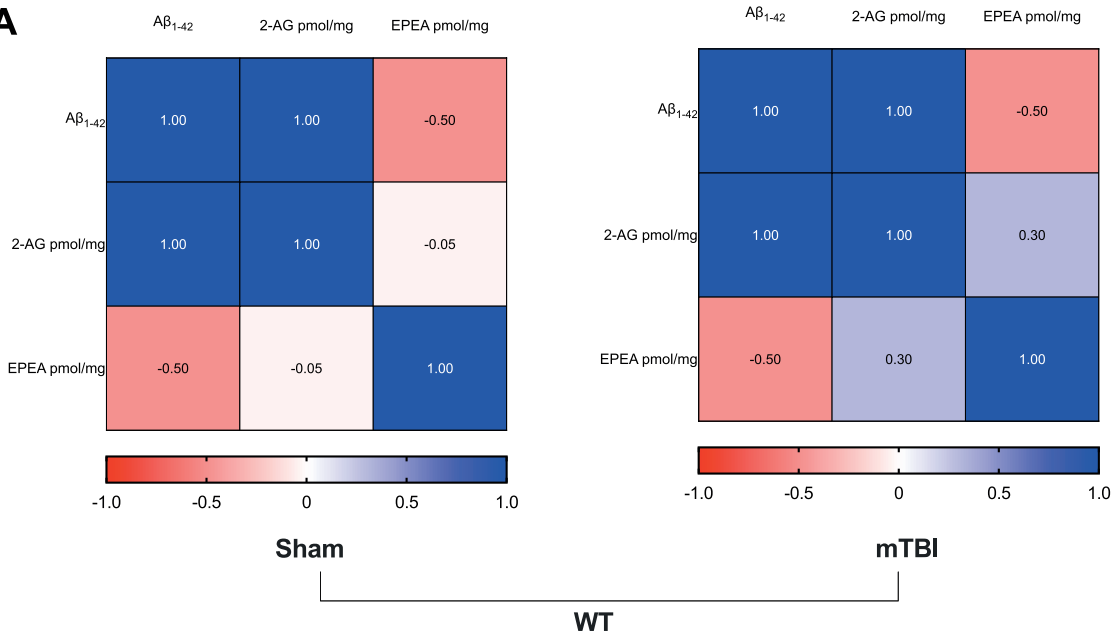 A
Aβ1-42 2-AG pmol/mg EPEA pmol/mg
Aβ1-42 1.00 1.00 -0.50
2-AG pmol/mg 1.00 1.00 -0.05
EPEA pmol/mg -0.50 -0.05 1.00
-1.0 -0.5 0 0.5 1.0
Sham
Aβ1-42 2-AG pmol/mg EPEA pmol/mg
Aβ1-42 1.00 1.00 -0.50
2-AG pmol/mg 1.00 1.00 0.30
EPEA pmol/mg -0.50 0.30 1.00
-1.0 -0.5 0 0.5 1.0
mTBI
WT